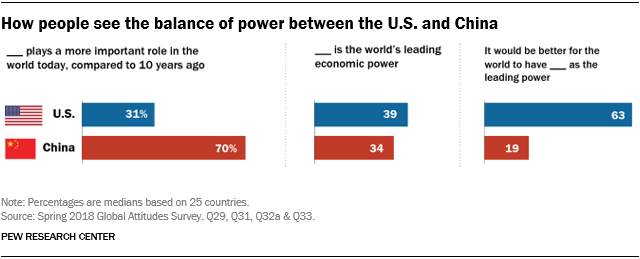 How people see the balance of power between the U.S. and China
___ plays a more important role in the
world today, compared to 10 years ago
___ is the world's leading
economic power
It would be better for the
world to have ___ as the
leading power
U.S. 31% 39 63
China 70% 34 19
Note: Percentages are medians based on 25 countries.
Source: Spring 2018 Global Attitudes Survey. Q29, Q31, Q32a & Q33.
PEW RESEARCH CENTER